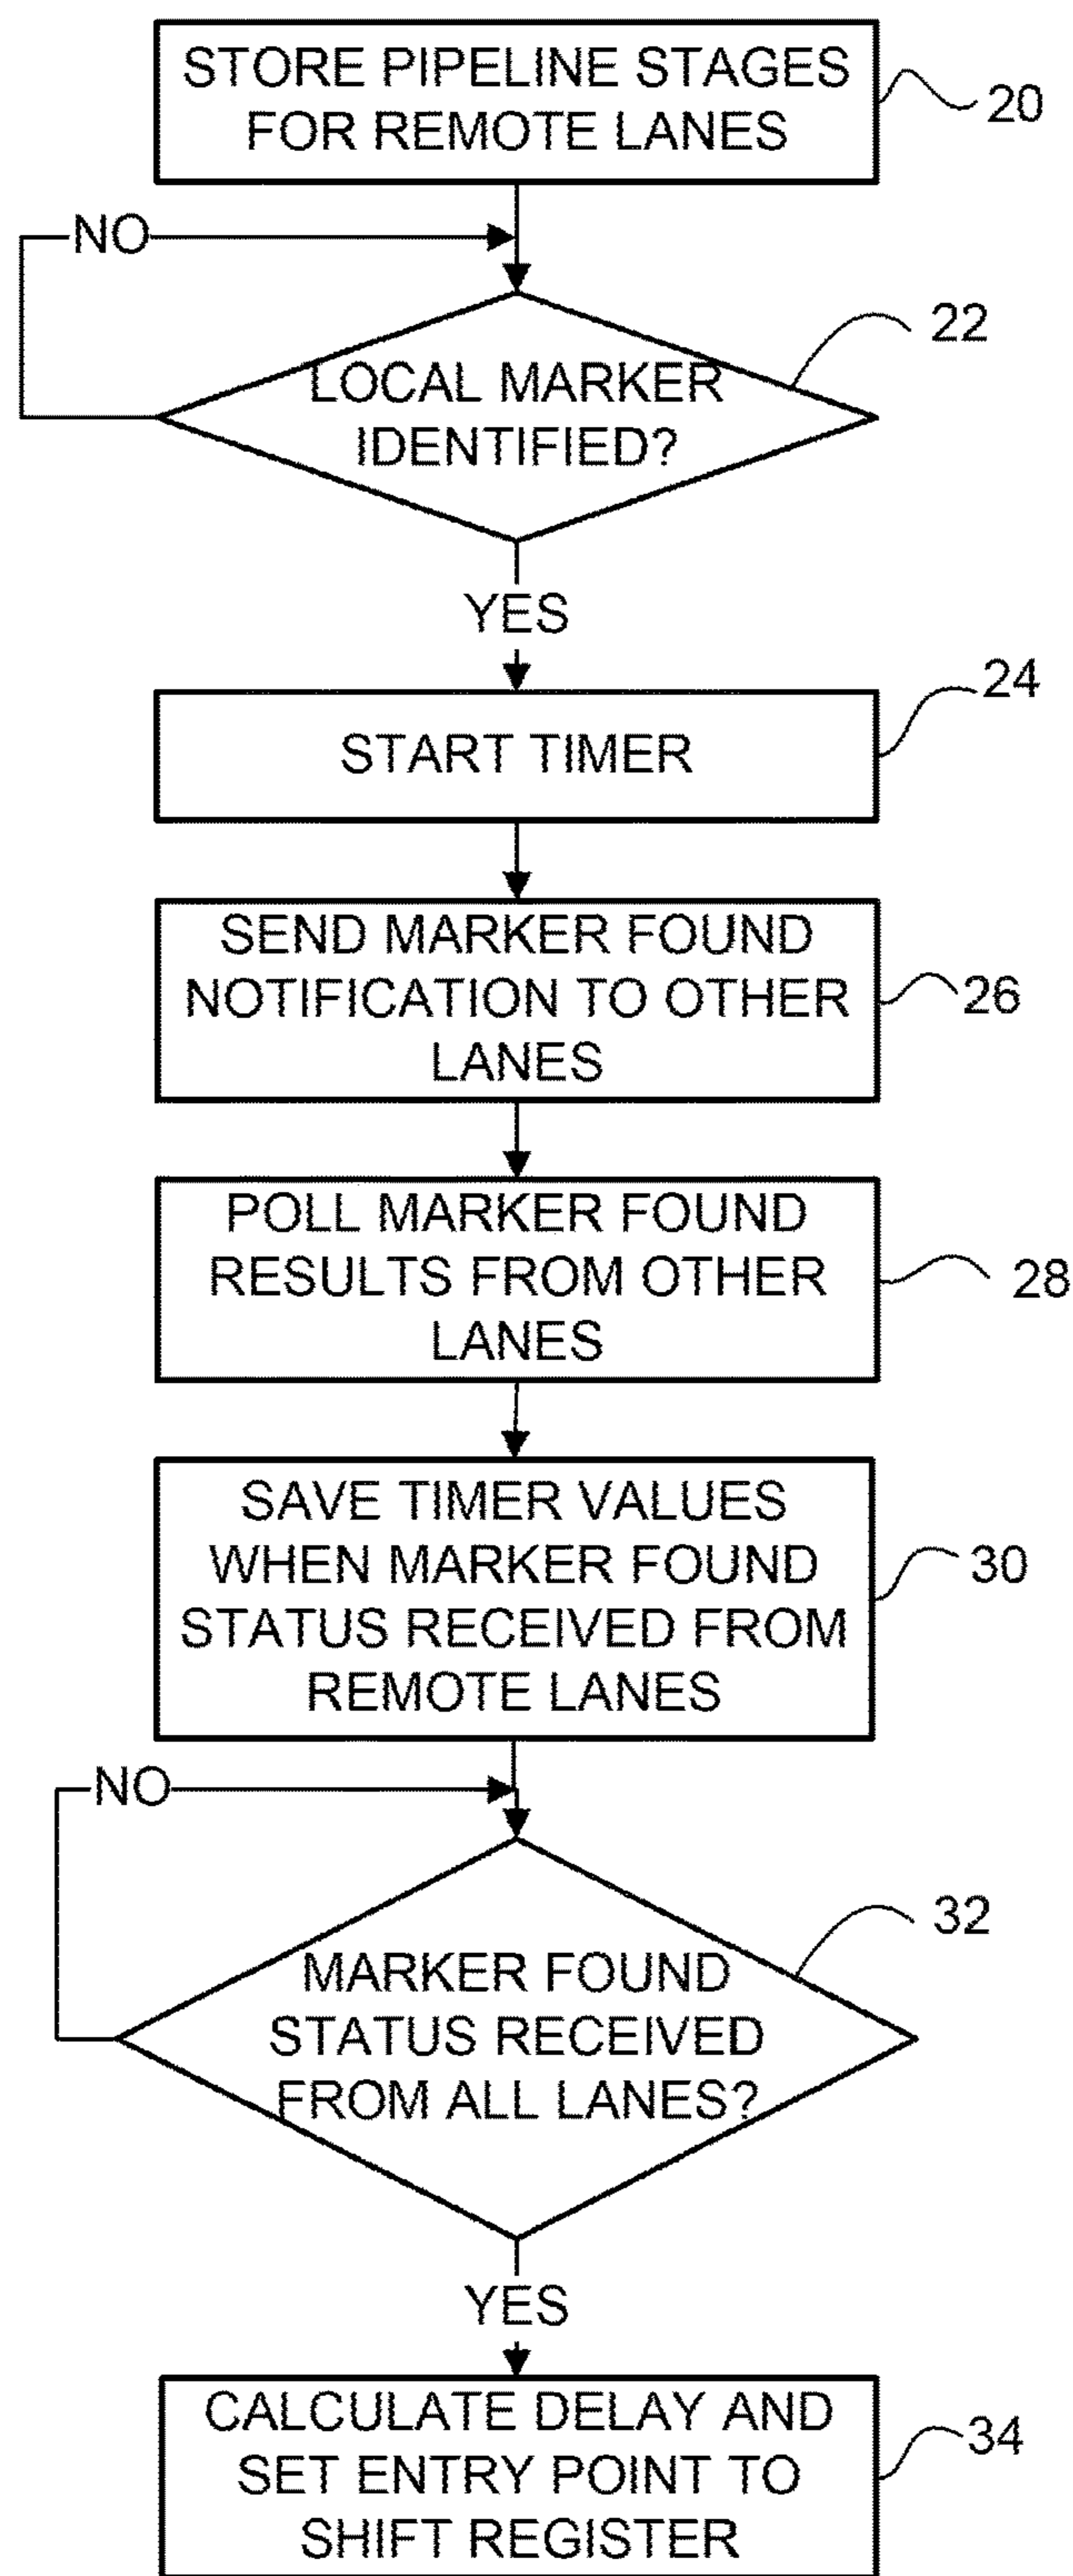 STORE PIPELINE STAGES
FOR REMOTE LANES
20
NO
22
LOCAL MARKER
IDENTIFIED?
YES
24
START TIMER
SEND MARKER FOUND
NOTIFICATION TO OTHER
LANES
26
POLL MARKER FOUND
RESULTS FROM OTHER
LANES
28
SAVE TIMER VALUES
WHEN MARKER FOUND
STATUS RECEIVED FROM
REMOTE LANES
30
NO
32
MARKER FOUND
STATUS RECEIVED
FROM ALL LANES?
YES
CALCULATE DELAY AND
SET ENTRY POINT TO
SHIFT REGISTER
34